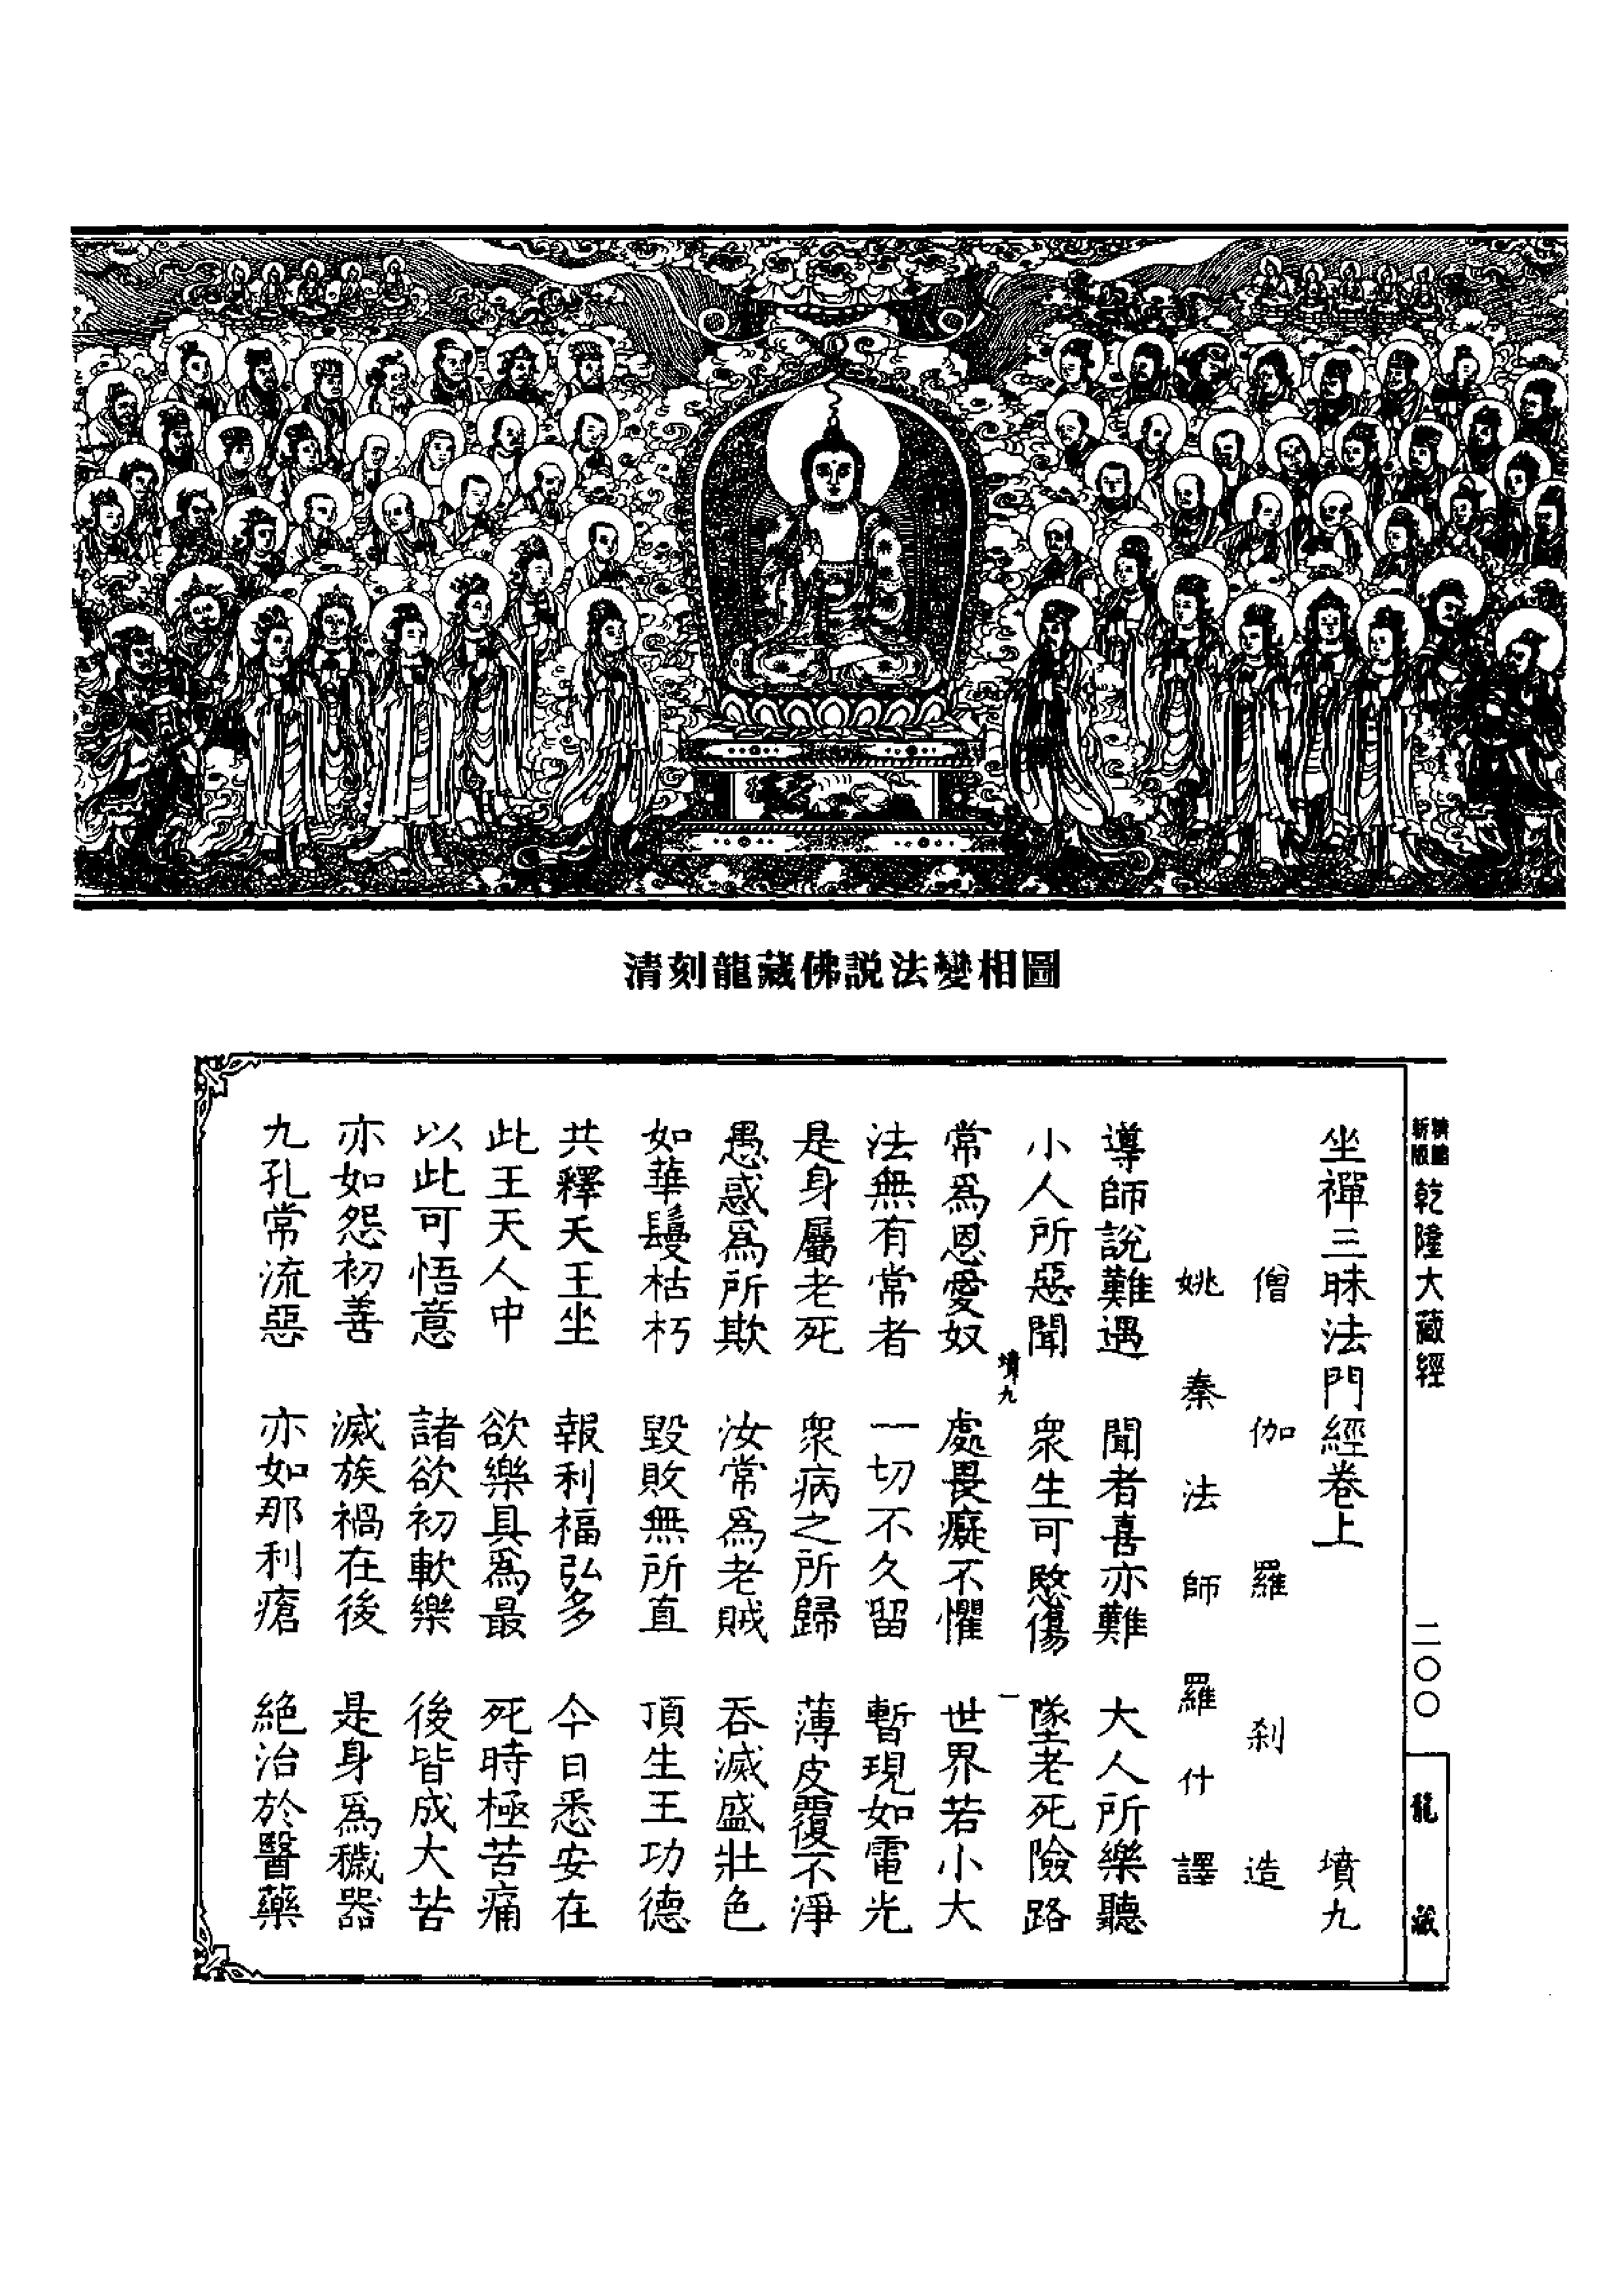 清刻龍藏佛説法變相圖
乾隆大藏經
二〇〇
龍藏
坐禪三昧法門經卷上 墳九
僧伽羅剎造
姚秦法師羅什譯
導師說難遇 聞者喜亦難 大人所樂聽
小人所惡聞 衆生可愍傷 墜老死險路
墳九 一
常爲恩愛奴 處畏癡不懼 世界若小大
法無有常者 一切不久留 暫現如電光
是身屬老死 衆病之所歸 薄皮覆不淨
愚惑爲所欺 汝常爲老賊 吞滅盛壯色
如華鬘枯朽 毀敗無所直 頂生王功德
共釋天王坐 報利福弘多 今日悉安在
此王天人中 欲樂具爲最 死時極苦痛
以此可悟意 諸欲初軟樂 後皆成大苦
亦如怨初善 滅族禍在後 是身爲穢器
九孔常流惡 亦如那利瘡 絕治於醫藥